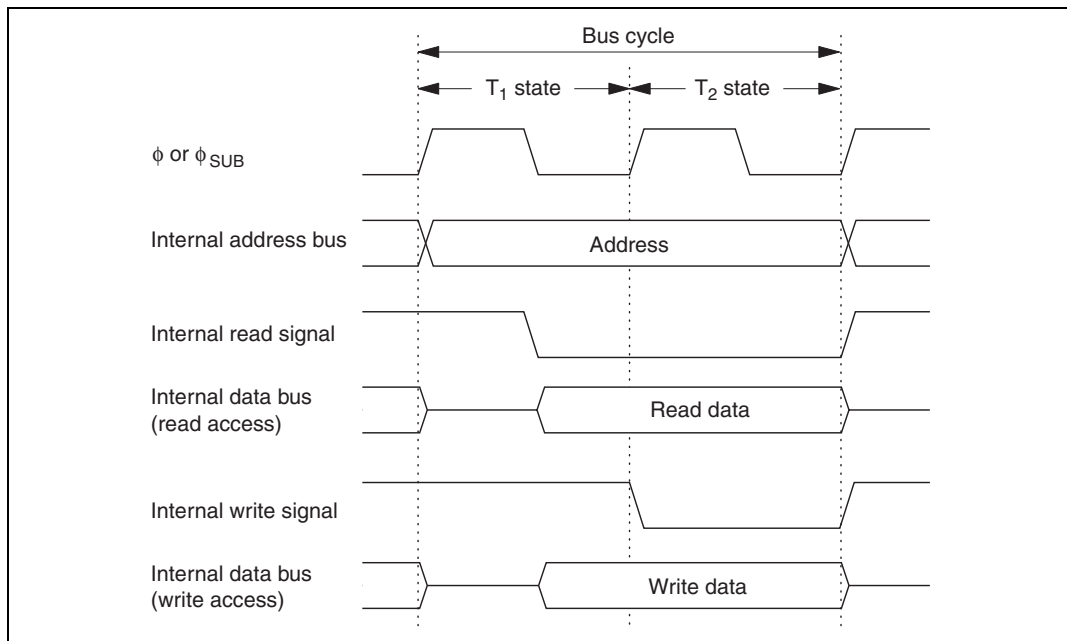 Bus cycle
T₁ state
T₂ state
ϕ or ϕSUB
Internal address bus
Address
Internal read signal
Internal data bus
(read access)
Read data
Internal write signal
Internal data bus
(write access)
Write data